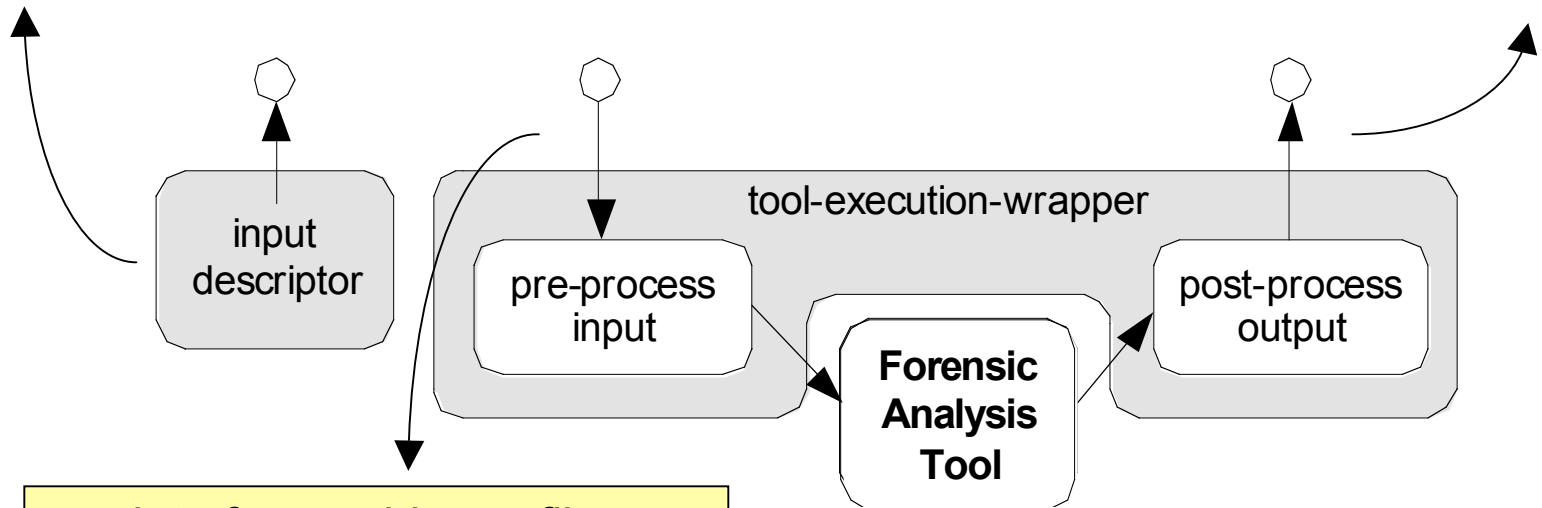 tool-execution-wrapper
input
descriptor
pre-process
input
post-process
output
Forensic
Analysis
Tool